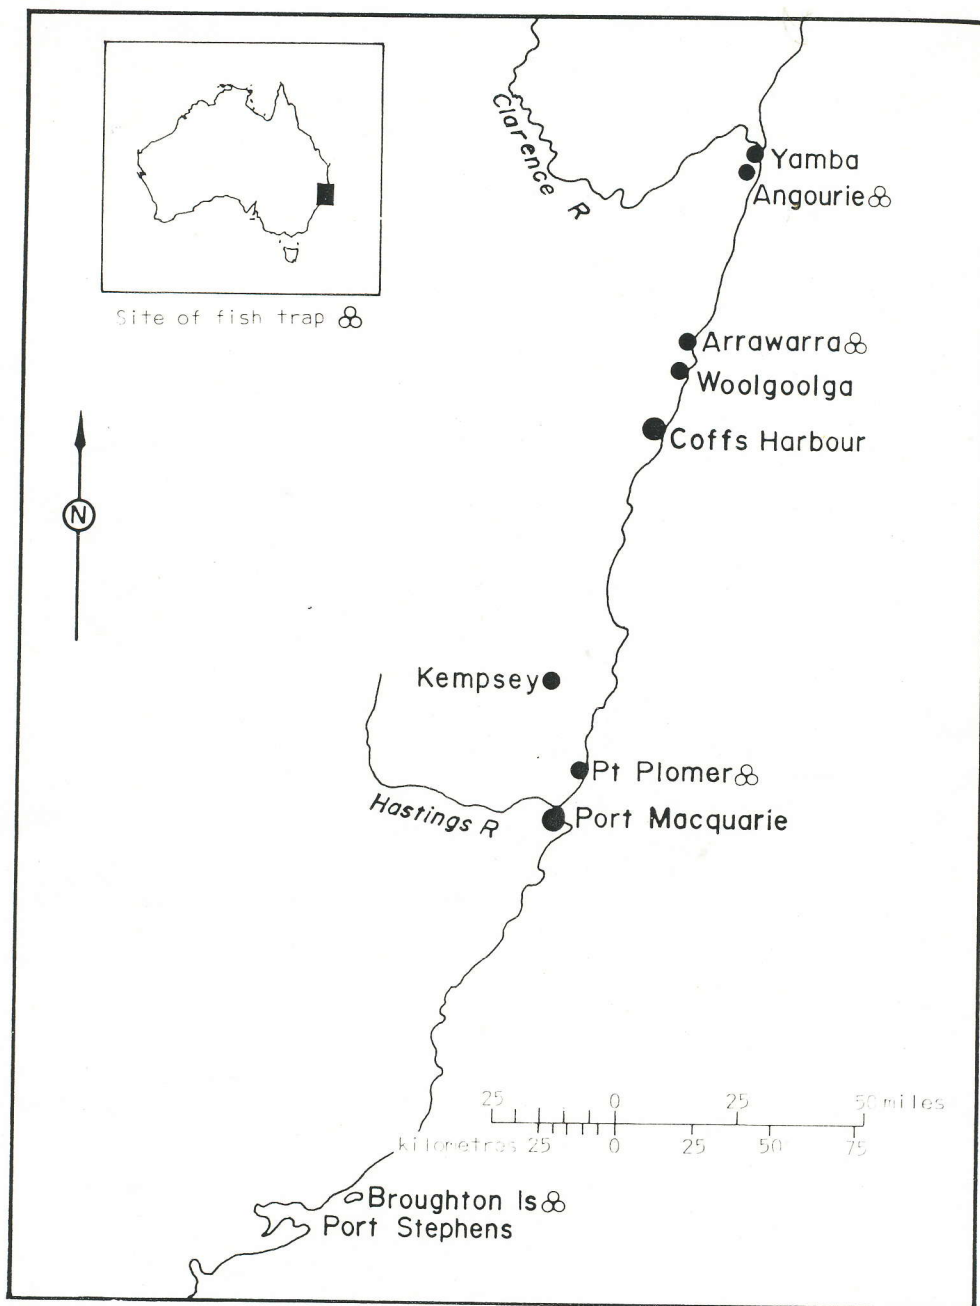 Clarence R
Yamba
Angourie
Site of fish trap
Arrawarra
Woolgoolga
Coffs Harbour
N
Kempsey
Pt Plomer
Hastings R
Port Macquarie
25 0 25 50 miles
kilometres 25 0 25 50 75
Broughton Is
Port Stephens